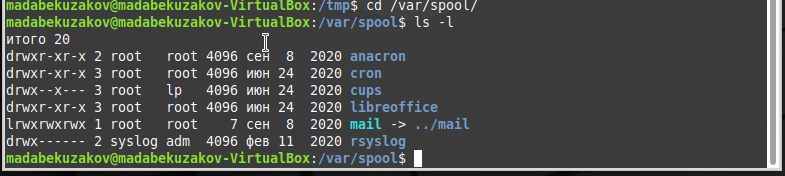 madabekuzakov@madabekuzakov-VirtualBox:/tmp$ cd /var/spool/
madabekuzakov@madabekuzakov-VirtualBox:/var/spool$ ls -l
итого 20
drwxr-xr-x 2 root   root 4096 сен  8  2020 anacron
drwxr-xr-x 3 root   root 4096 июн 24  2020 cron
drwx--x--- 3 root   lp   4096 июн 24  2020 cups
drwxr-xr-x 3 root   root 4096 июн 24  2020 libreoffice
lrwxrwxrwx 1 root   root    7 сен  8  2020 mail -> ../mail
drwx------ 2 syslog adm  4096 фев 11  2020 rsyslog
madabekuzakov@madabekuzakov-VirtualBox:/var/spool$